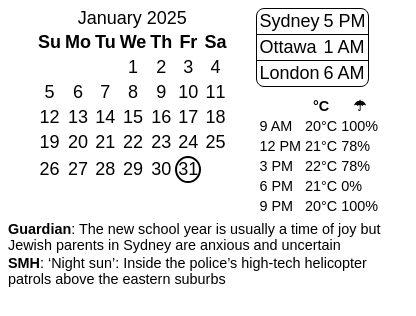 January 2025
Su Mo Tu We Th Fr Sa
1 2 3 4
5 6 7 8 9 10 11
12 13 14 15 16 17 18
19 20 21 22 23 24 25
26 27 28 29 30 31
Sydney 5 PM
Ottawa 1 AM
London 6 AM
°C ☂
9 AM 20°C 100%
12 PM 21°C 78%
3 PM 22°C 78%
6 PM 21°C 0%
9 PM 20°C 100%
Guardian: The new school year is usually a time of joy but
Jewish parents in Sydney are anxious and uncertain
SMH: ‘Night sun’: Inside the police’s high-tech helicopter
patrols above the eastern suburbs